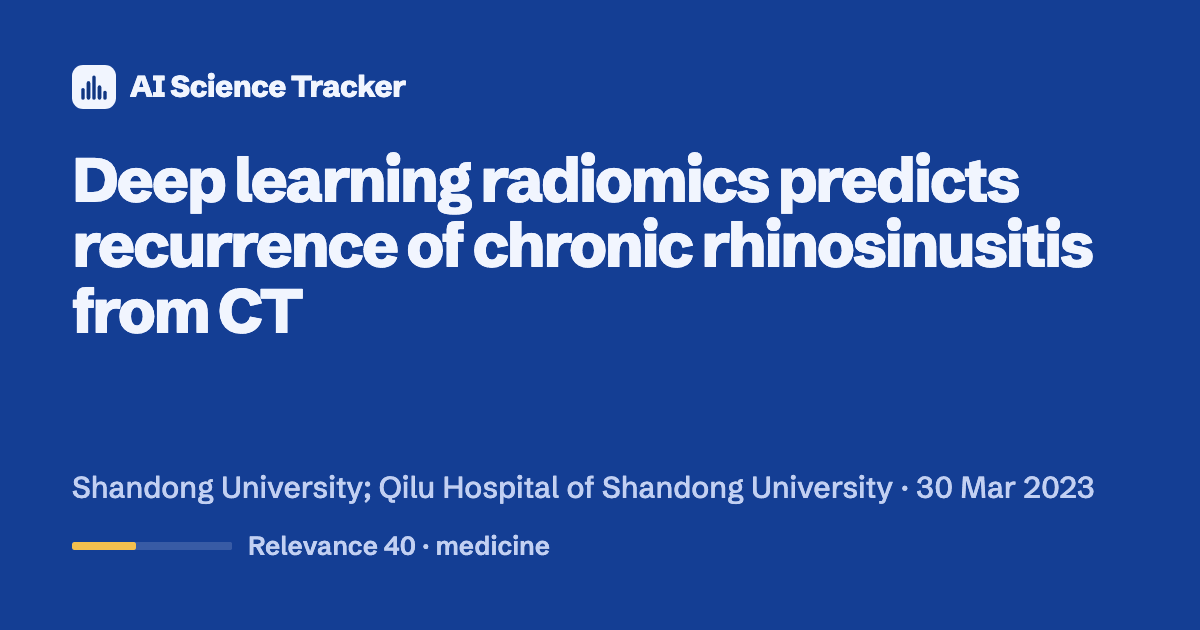 AI Science Tracker
Deep learning radiomics predicts
recurrence of chronic rhinosinusitis
from CT
Shandong University; Qilu Hospital of Shandong University · 30 Mar 2023
Relevance 40 · medicine